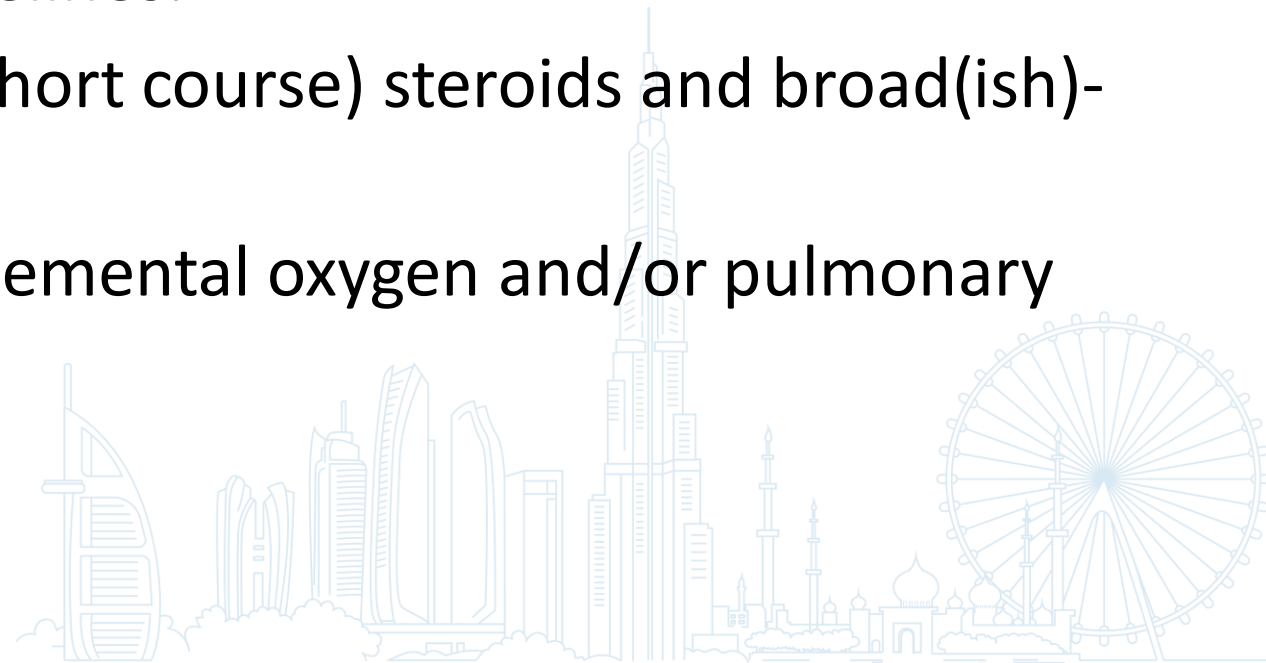 hort course) steroids and broad(ish)-
emental oxygen and/or pulmonary